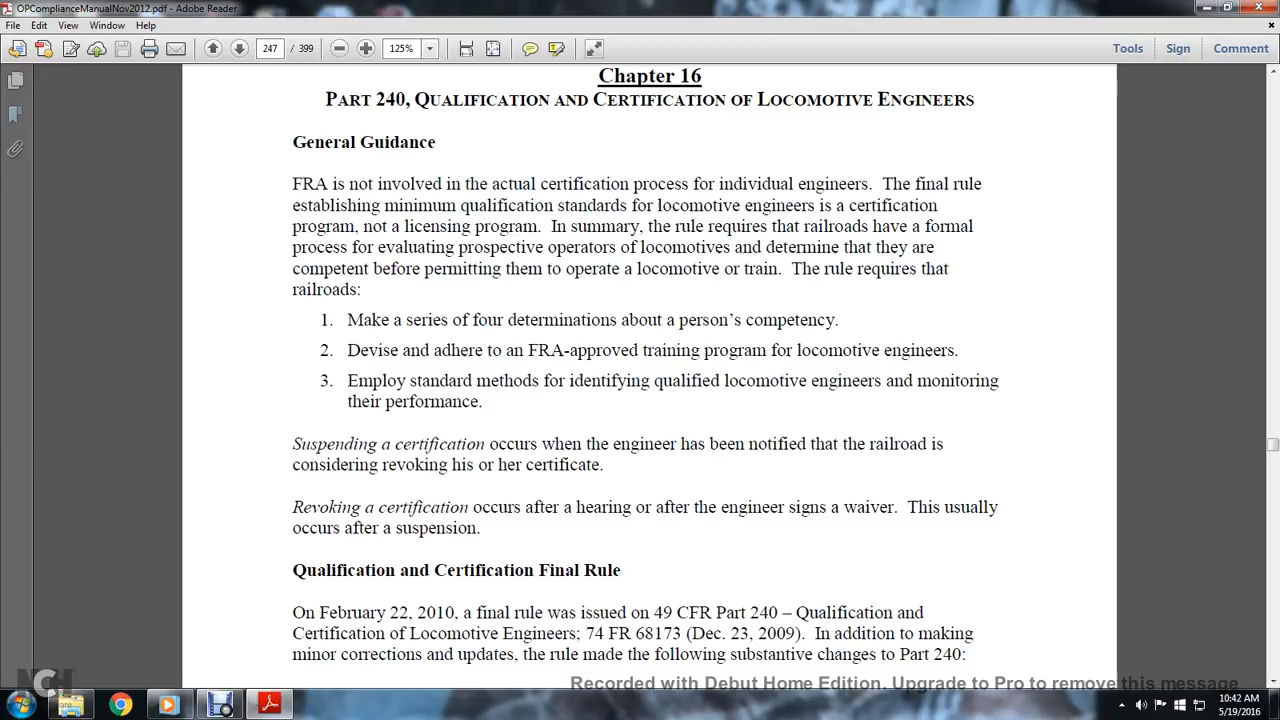 OPComplianceManualNov2012.pdf - Adobe Reader
File Edit View Window Help
247 / 399 125% Tools Sign Comment
Chapter 16
PART 240, QUALIFICATION AND CERTIFICATION OF LOCOMOTIVE ENGINEERS
General Guidance
FRA is not involved in the actual certification process for individual engineers. The final rule
establishing minimum qualification standards for locomotive engineers is a certification
program, not a licensing program. In summary, the rule requires that railroads have a formal
process for evaluating prospective operators of locomotives and determine that they are
competent before permitting them to operate a locomotive or train. The rule requires that
railroads:
1. Make a series of four determinations about a person's competency.
2. Devise and adhere to an FRA-approved training program for locomotive engineers.
3. Employ standard methods for identifying qualified locomotive engineers and monitoring
their performance.
Suspending a certification occurs when the engineer has been notified that the railroad is
considering revoking his or her certificate.
Revoking a certification occurs after a hearing or after the engineer signs a waiver. This usually
occurs after a suspension.
Qualification and Certification Final Rule
On February 22, 2010, a final rule was issued on 49 CFR Part 240 – Qualification and
Certification of Locomotive Engineers; 74 FR 68173 (Dec. 23, 2009). In addition to making
minor corrections and updates, the rule made the following substantive changes to Part 240:
Recorded with Debut Home Edition. Upgrade to Pro to remove this message
NCH
10:42 AM
5/19/2016